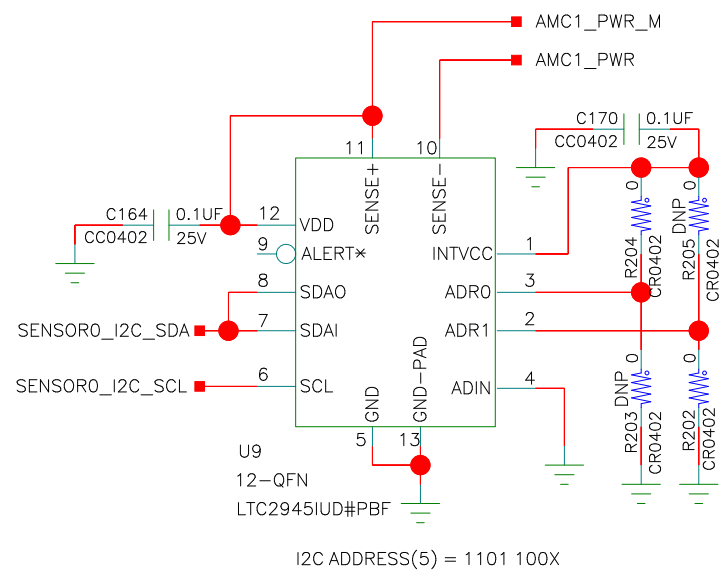 AMC1_PWR_M
AMC1_PWR
C170 0.1UF
CC0402 25V
11 10
SENSE+ SENSE-
0 0
DNP
C164 0.1UF
CC0402 25V
12 VDD
9 ALERT*
INTVCC 1
R204 CR0402 R205 CR0402
8 SDAO
ADR0 3
SENSOR0_I2C_SDA 7 SDAI
ADR1 2
SENSOR0_I2C_SCL 6 SCL
ADIN 4
0 0
DNP
R203 CR0402 R202 CR0402
GND GND-PAD
5 13
U9
12-QFN
LTC2945IUD#PBF
I2C ADDRESS(5) = 1101 100X